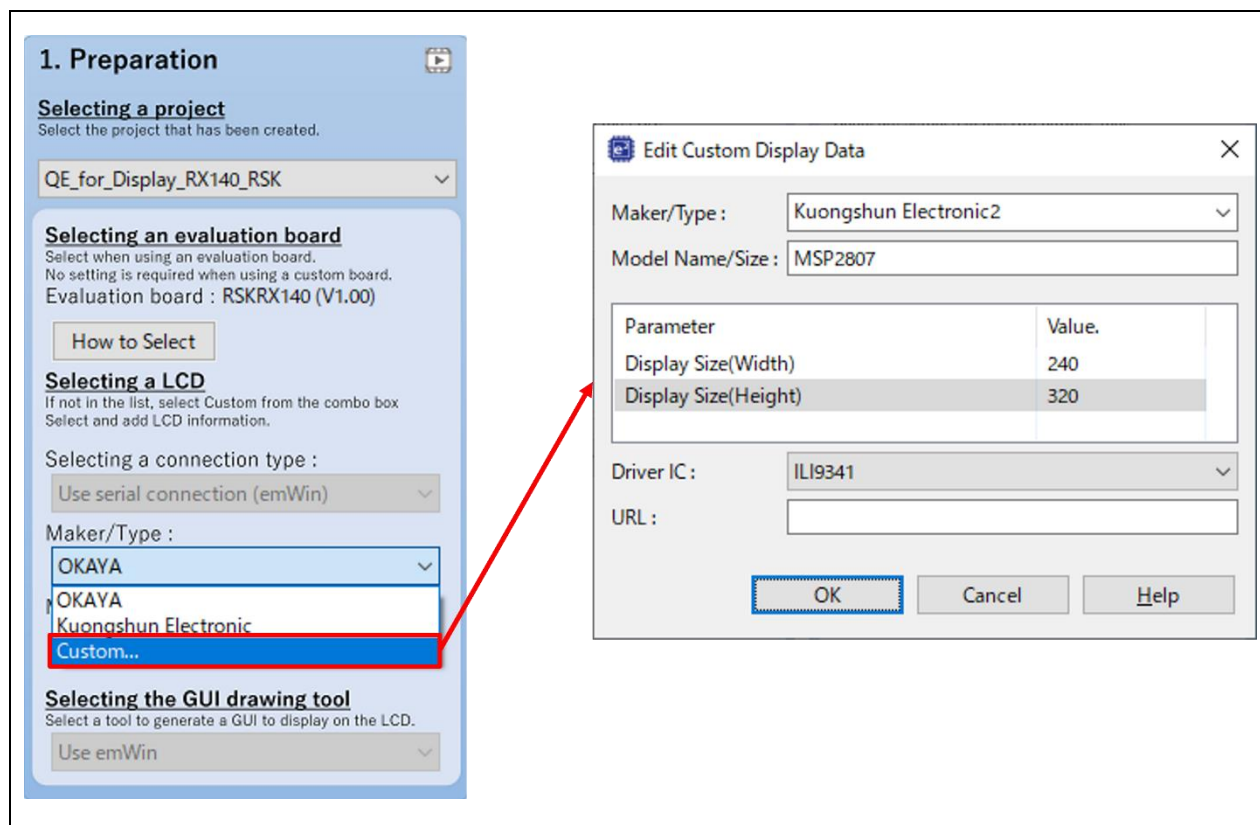 1. Preparation
Selecting a project
Select the project that has been created.
QE_for_Display_RX140_RSK
Selecting an evaluation board
Select when using an evaluation board.
No setting is required when using a custom board.
Evaluation board : RSKRX140 (V1.00)
How to Select
Selecting a LCD
If not in the list, select Custom from the combo box
Select and add LCD information.
Selecting a connection type :
Use serial connection (emWin)
Maker/Type :
OKAYA
OKAYA
Kuongshun Electronic
Custom...
Selecting the GUI drawing tool
Select a tool to generate a GUI to display on the LCD.
Use emWin
Edit Custom Display Data
Maker/Type : Kuongshun Electronic2
Model Name/Size : MSP2807
Parameter Value.
Display Size(Width) 240
Display Size(Height) 320
Driver IC : ILI9341
URL :
OK Cancel Help